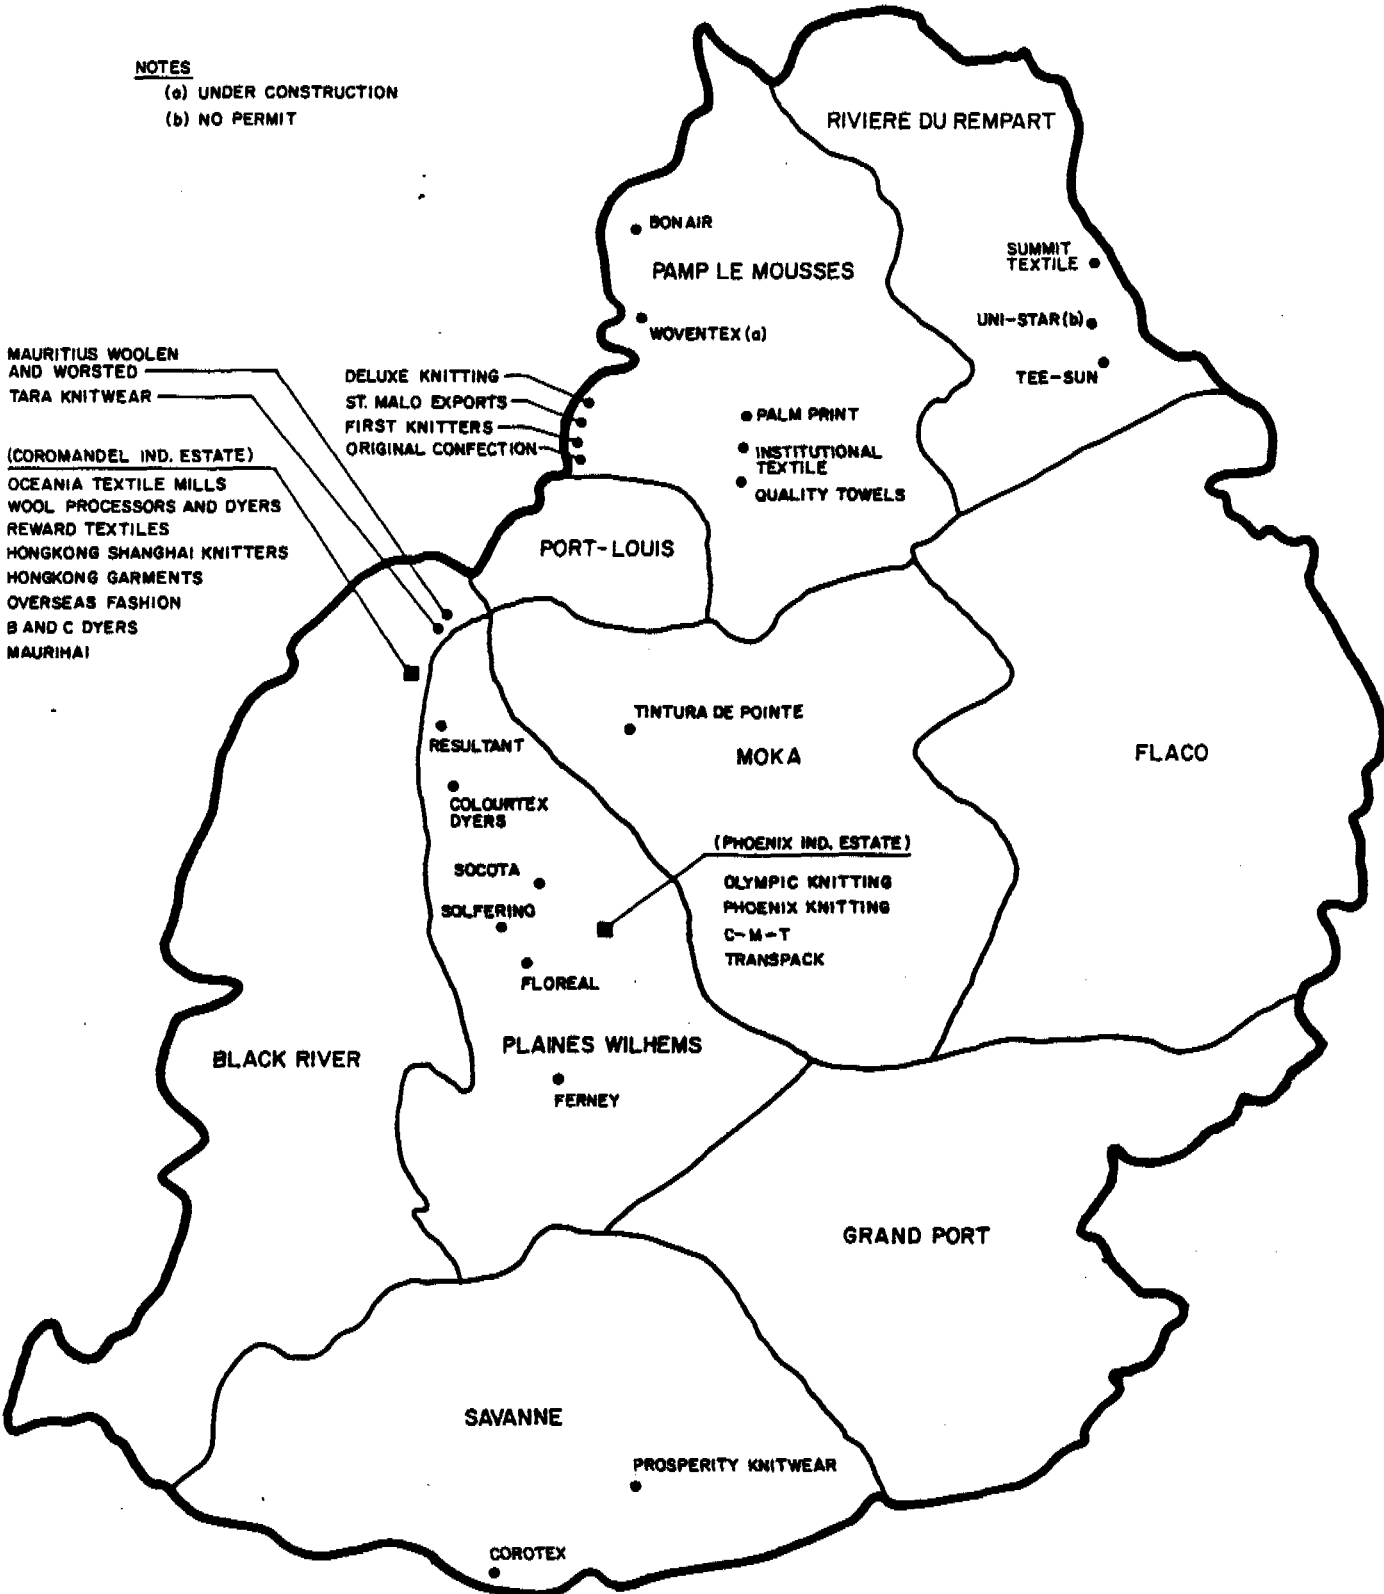 NOTES
(a) UNDER CONSTRUCTION
(b) NO PERMIT
RIVIERE DU REMPART
BON AIR
PAMP LE MOUSSES
SUMMIT
TEXTILE
UNI-STAR (b)
WOVENTEX (a)
TEE-SUN
MAURITIUS WOOLEN
AND WORSTED
TARA KNITWEAR
DELUXE KNITTING
ST. MALO EXPORTS
FIRST KNITTERS
ORIGINAL CONFECTION
PALM PRINT
INSTITUTIONAL
TEXTILE
QUALITY TOWELS
(COROMANDEL IND. ESTATE)
OCEANIA TEXTILE MILLS
WOOL PROCESSORS AND DYERS
REWARD TEXTILES
HONGKONG SHANGHAI KNITTERS
HONGKONG GARMENTS
OVERSEAS FASHION
B AND C DYERS
MAURIHAI
PORT-LOUIS
TINTURA DE POINTE
MOKA
FLACO
RESULTANT
COLOURTEX
DYERS
SOCOTA
SOLFERINO
FLOREAL
(PHOENIX IND. ESTATE)
OLYMPIC KNITTING
PHOENIX KNITTING
C-M-T
TRANSPACK
BLACK RIVER
PLAINES WILHEMS
FERNEY
GRAND PORT
SAVANNE
PROSPERITY KNITWEAR
COROTEX